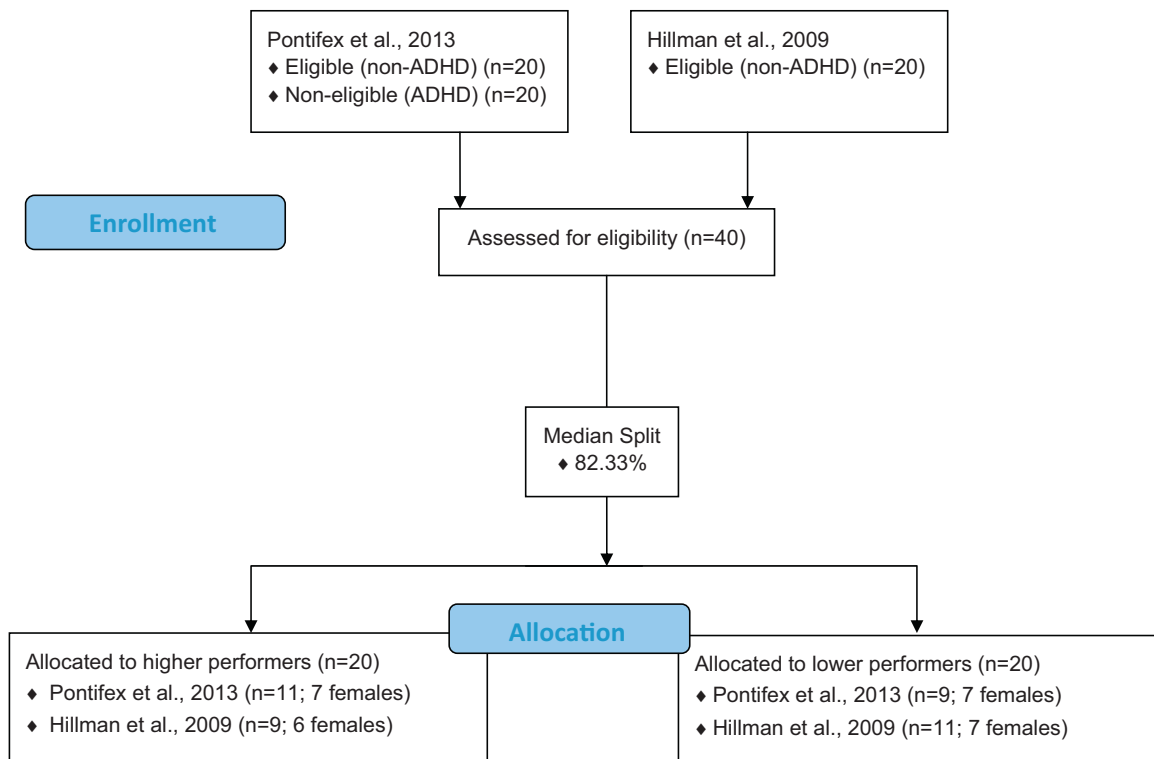 Pontifex et al., 2013
♦ Eligible (non-ADHD) (n=20)
♦ Non-eligible (ADHD) (n=20)
Hillman et al., 2009
♦ Eligible (non-ADHD) (n=20)
Enrollment
Assessed for eligibility (n=40)
Median Split
♦ 82.33%
Allocation
Allocated to higher performers (n=20)
♦ Pontifex et al., 2013 (n=11; 7 females)
♦ Hillman et al., 2009 (n=9; 6 females)
Allocated to lower performers (n=20)
♦ Pontifex et al., 2013 (n=9; 7 females)
♦ Hillman et al., 2009 (n=11; 7 females)